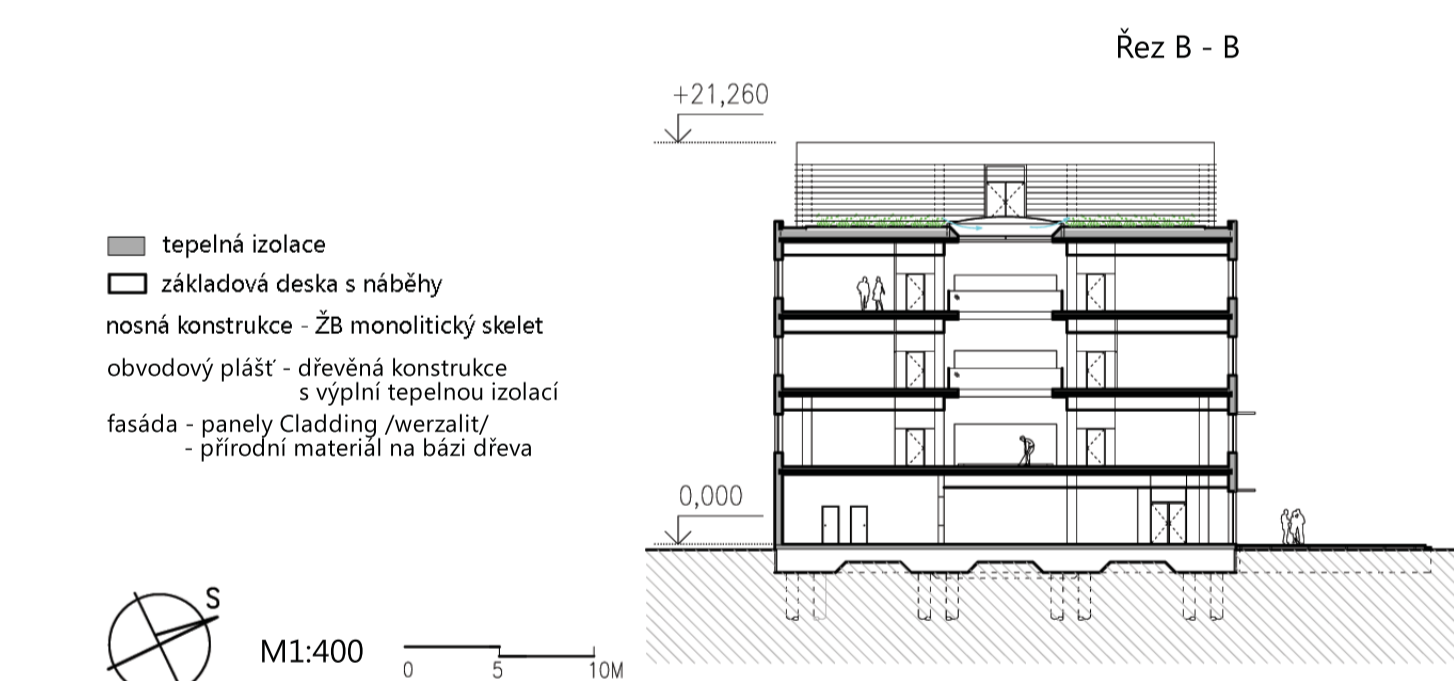 Řez B - B
+21,260
tepelná izolace
základová deska s náběhy
nosná konstrukce - ŽB monolitický skelet
obvodový plášť - dřevěná konstrukce
s výplní tepelnou izolací
fasáda - panely Cladding /werzalit/
- přírodní materiál na bázi dřeva
0,000
S
M1:400
0 5 10M